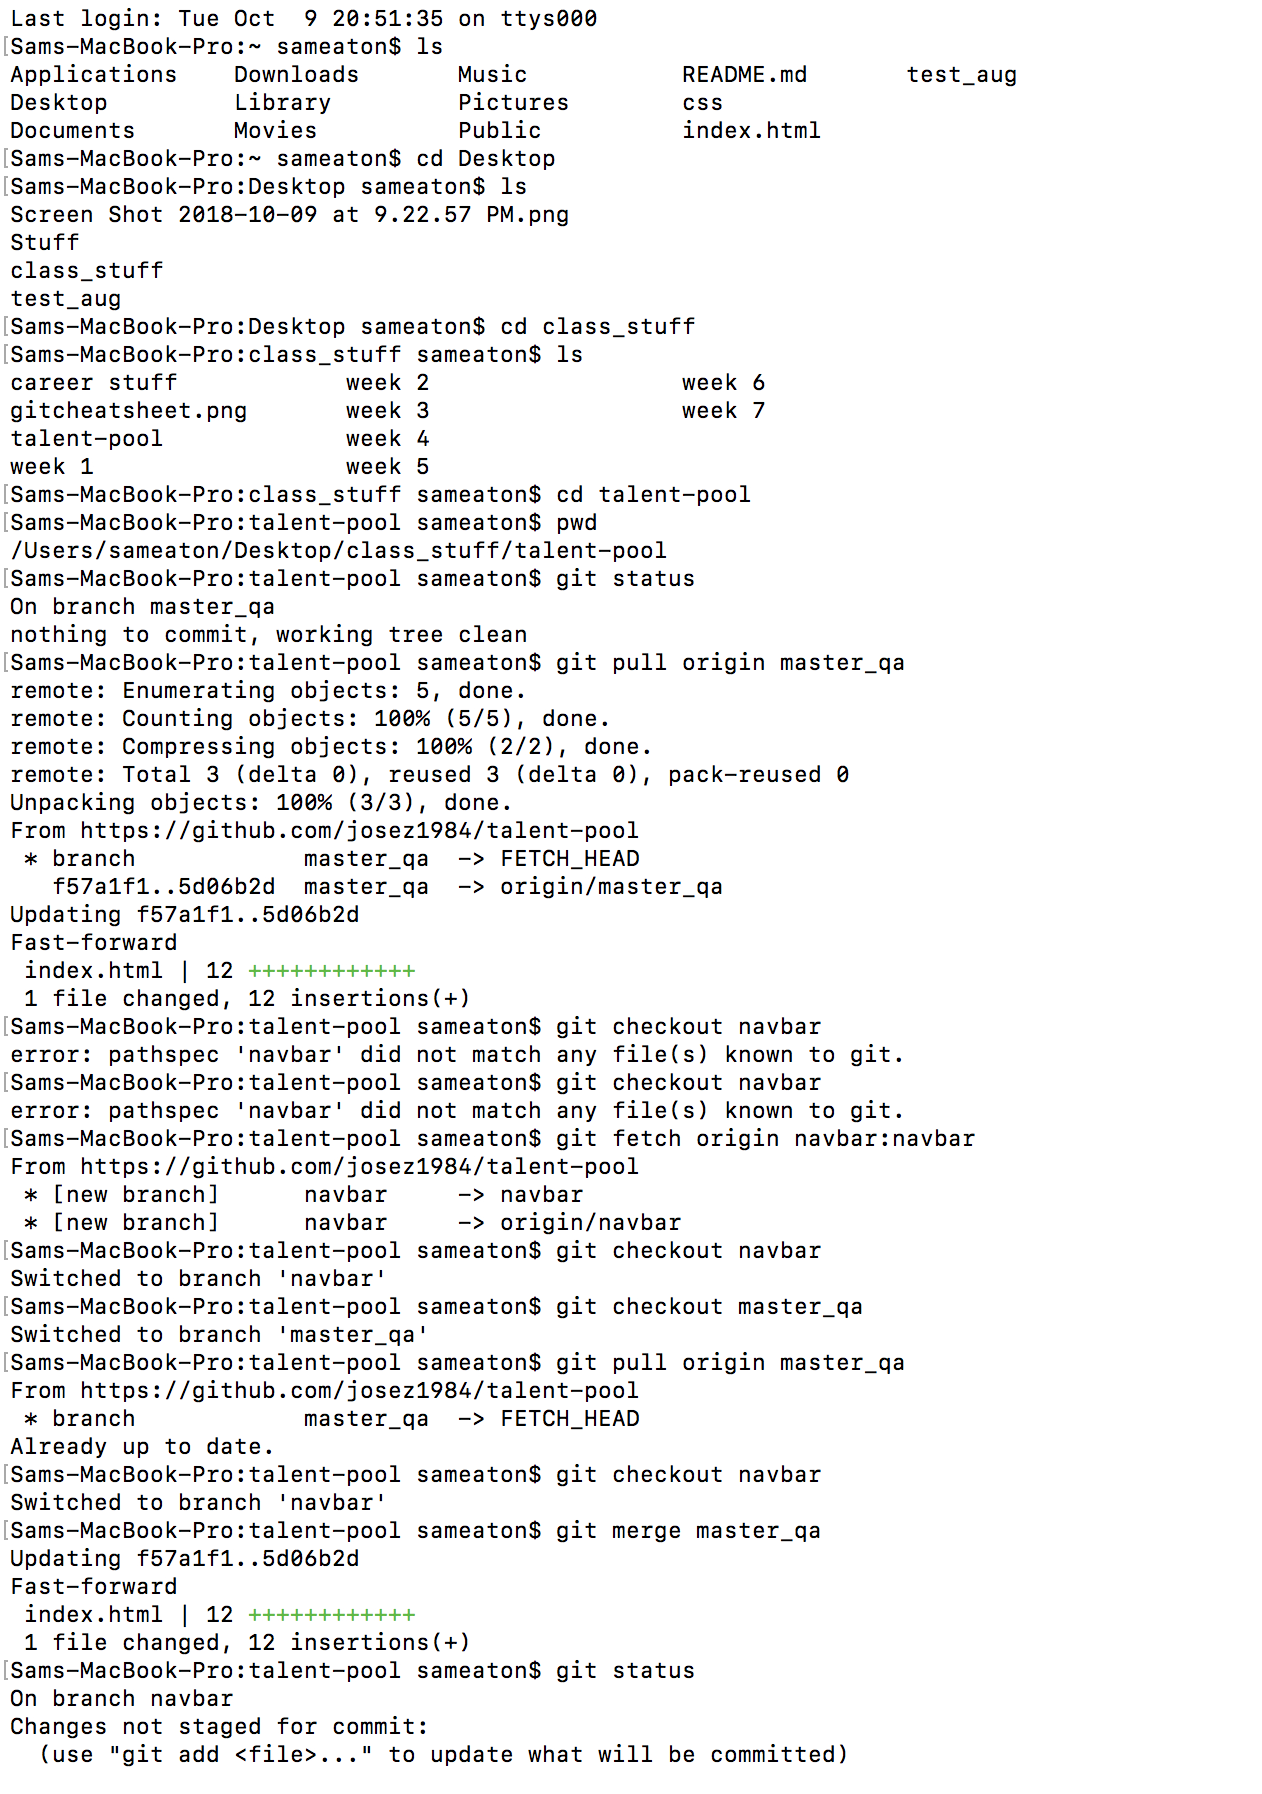 Last login: Tue Oct  9 20:51:35 on ttys000
[Sams-MacBook-Pro:~ sameaton$ ls
Applications    Downloads       Music           README.md       test_aug
Desktop         Library         Pictures        css
Documents       Movies          Public          index.html
[Sams-MacBook-Pro:~ sameaton$ cd Desktop
[Sams-MacBook-Pro:Desktop sameaton$ ls
Screen Shot 2018-10-09 at 9.22.57 PM.png
Stuff
class_stuff
test_aug
[Sams-MacBook-Pro:Desktop sameaton$ cd class_stuff
[Sams-MacBook-Pro:class_stuff sameaton$ ls
career stuff            week 2                  week 6
gitcheatsheet.png       week 3                  week 7
talent-pool             week 4
week 1                  week 5
[Sams-MacBook-Pro:class_stuff sameaton$ cd talent-pool
[Sams-MacBook-Pro:talent-pool sameaton$ pwd
/Users/sameaton/Desktop/class_stuff/talent-pool
[Sams-MacBook-Pro:talent-pool sameaton$ git status
On branch master_qa
nothing to commit, working tree clean
[Sams-MacBook-Pro:talent-pool sameaton$ git pull origin master_qa
remote: Enumerating objects: 5, done.
remote: Counting objects: 100% (5/5), done.
remote: Compressing objects: 100% (2/2), done.
remote: Total 3 (delta 0), reused 3 (delta 0), pack-reused 0
Unpacking objects: 100% (3/3), done.
From https://github.com/josez1984/talent-pool
 * branch            master_qa  -> FETCH_HEAD
   f57a1f1..5d06b2d  master_qa  -> origin/master_qa
Updating f57a1f1..5d06b2d
Fast-forward
 index.html | 12 ++++++++++++
 1 file changed, 12 insertions(+)
[Sams-MacBook-Pro:talent-pool sameaton$ git checkout navbar
error: pathspec 'navbar' did not match any file(s) known to git.
[Sams-MacBook-Pro:talent-pool sameaton$ git checkout navbar
error: pathspec 'navbar' did not match any file(s) known to git.
[Sams-MacBook-Pro:talent-pool sameaton$ git fetch origin navbar:navbar
From https://github.com/josez1984/talent-pool
 * [new branch]      navbar     -> navbar
 * [new branch]      navbar     -> origin/navbar
[Sams-MacBook-Pro:talent-pool sameaton$ git checkout navbar
Switched to branch 'navbar'
[Sams-MacBook-Pro:talent-pool sameaton$ git checkout master_qa
Switched to branch 'master_qa'
[Sams-MacBook-Pro:talent-pool sameaton$ git pull origin master_qa
From https://github.com/josez1984/talent-pool
 * branch            master_qa  -> FETCH_HEAD
Already up to date.
[Sams-MacBook-Pro:talent-pool sameaton$ git checkout navbar
Switched to branch 'navbar'
[Sams-MacBook-Pro:talent-pool sameaton$ git merge master_qa
Updating f57a1f1..5d06b2d
Fast-forward
 index.html | 12 ++++++++++++
 1 file changed, 12 insertions(+)
[Sams-MacBook-Pro:talent-pool sameaton$ git status
On branch navbar
Changes not staged for commit:
  (use "git add <file>..." to update what will be committed)